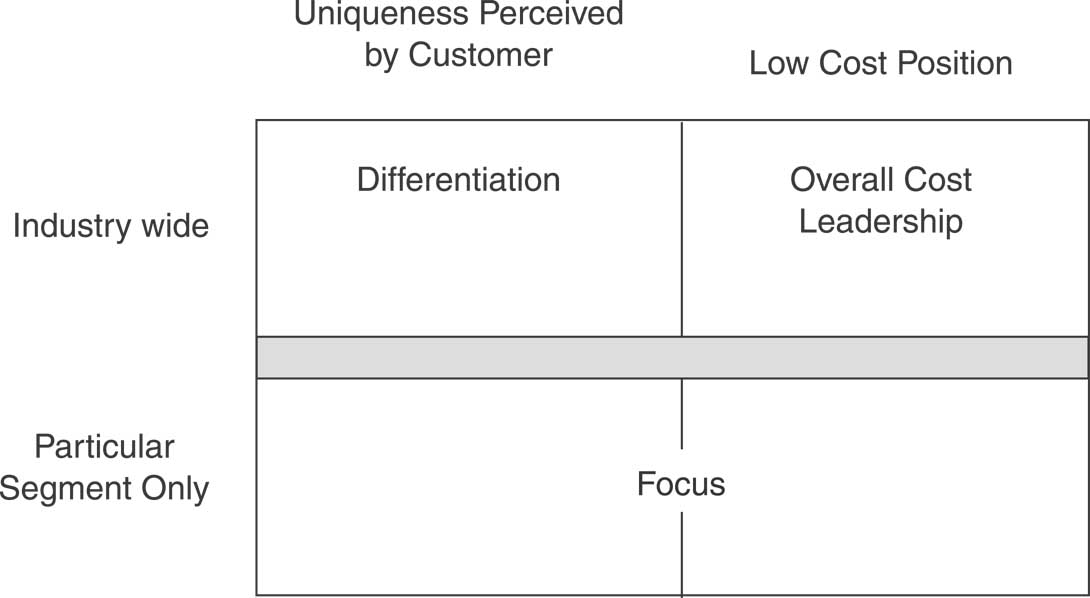 Uniqueness Perceived
by Customer
Low Cost Position
Industry wide
Differentiation
Overall Cost
Leadership
Particular
Segment Only
Focus